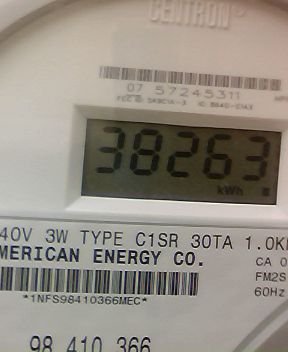 CENTRON®
07 57245311
38263
kWh
40V 3W TYPE C1SR 30TA 1.0K
MERICAN ENERGY CO.
CA 0
FM2S
*1NFS98410366MEC*
60Hz
98 410 366